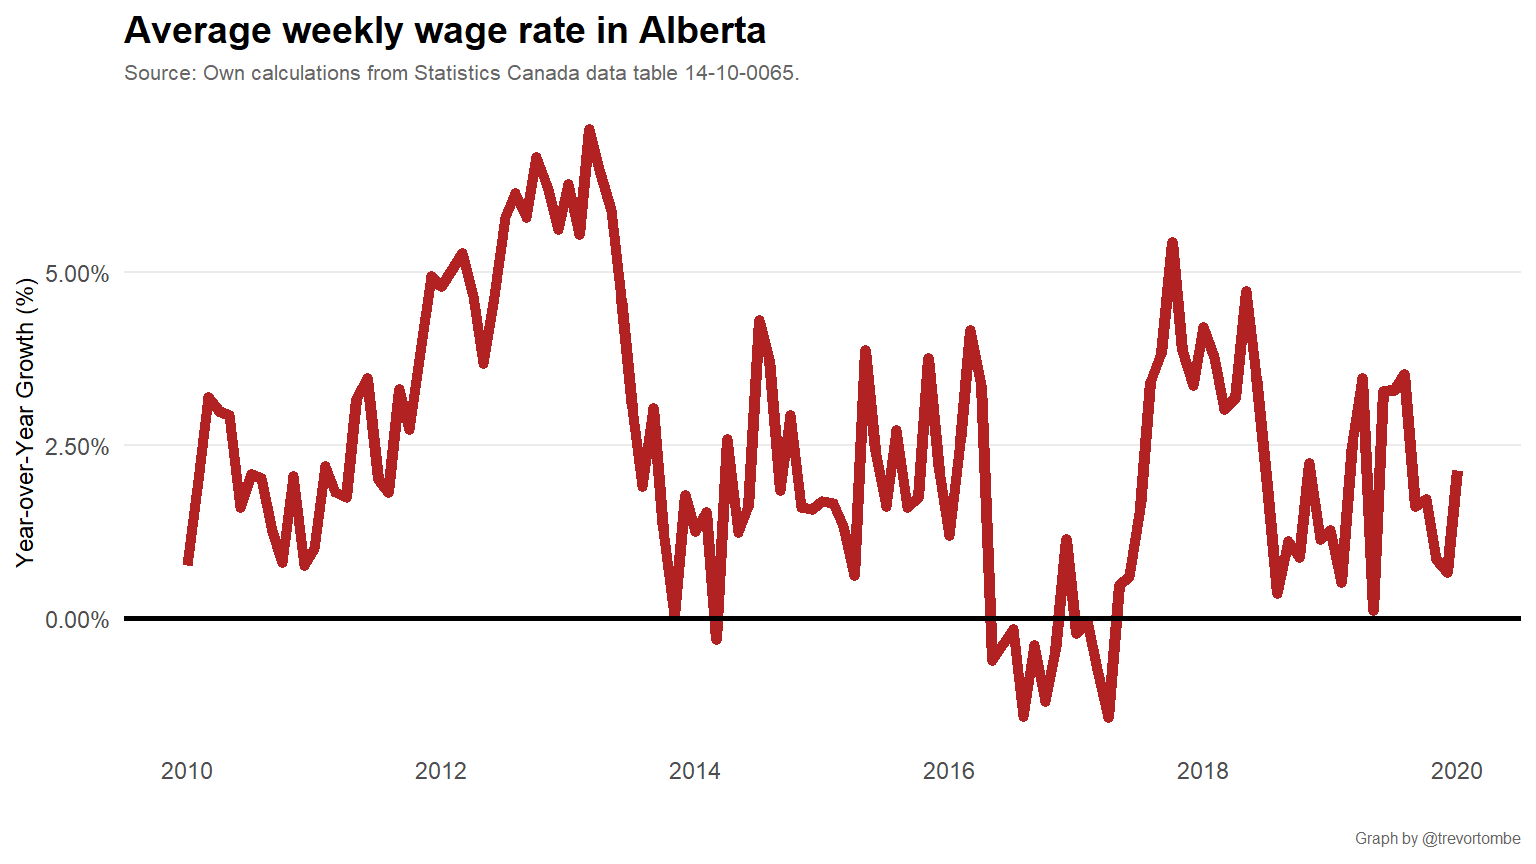 Average weekly wage rate in Alberta
Source: Own calculations from Statistics Canada data table 14-10-0065.
Year-over-Year Growth (%)
5.00%
2.50%
0.00%
2010
2012
2014
2016
2018
2020
Graph by @trevortombe